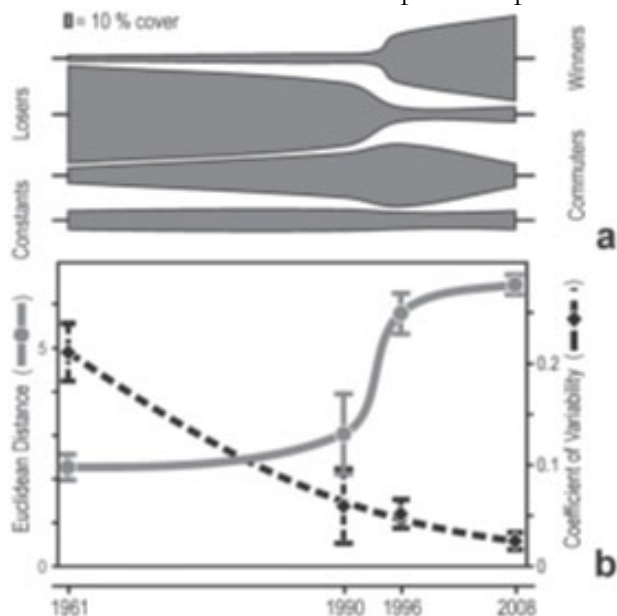 = 10 % cover
Losers
Constants
Winners
Commuters
a
Euclidean Distance
5
0
Coefficient of Variability
0.2
0.1
0
b
1961
1990
1996
2008